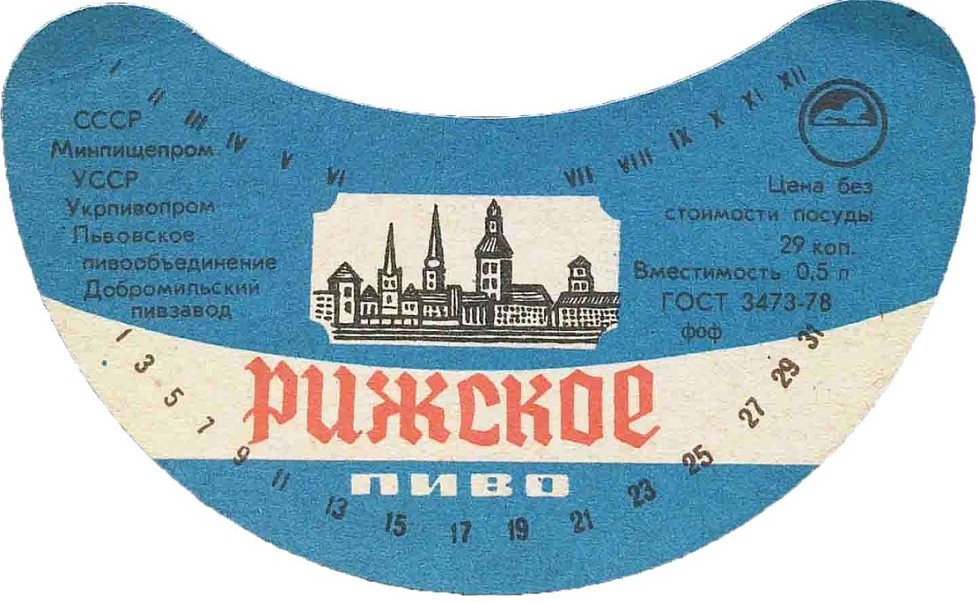 I II III IV V VI VII VIII IX X XI XII
СССР
Минпищепром
УССР
Укрпивопром
Львовское
пивообъединение
Добромильский
пивзавод
Цена без
стоимости посуды
29 коп.
Вместимость 0,5 л
ГОСТ 3473-78
фоф
РИЖСКОЕ
ПИВО
1 3 5 7 9 11 13 15 17 19 21 23 25 27 29 31